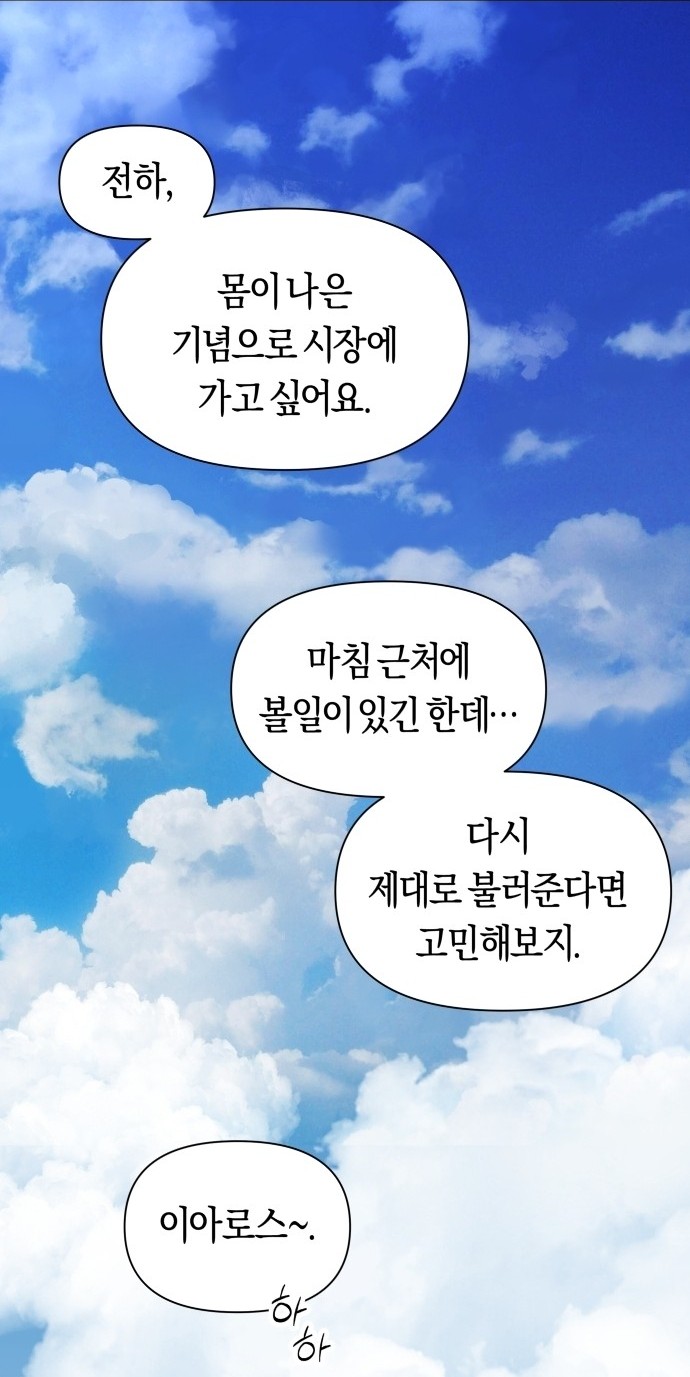 전하,
몸이 나은
기념으로 시장에
가고 싶어요.
마침 근처에
볼일이 있긴 한데…
다시
제대로 불러준다면
고민해보지.
이아로스~.
하
하